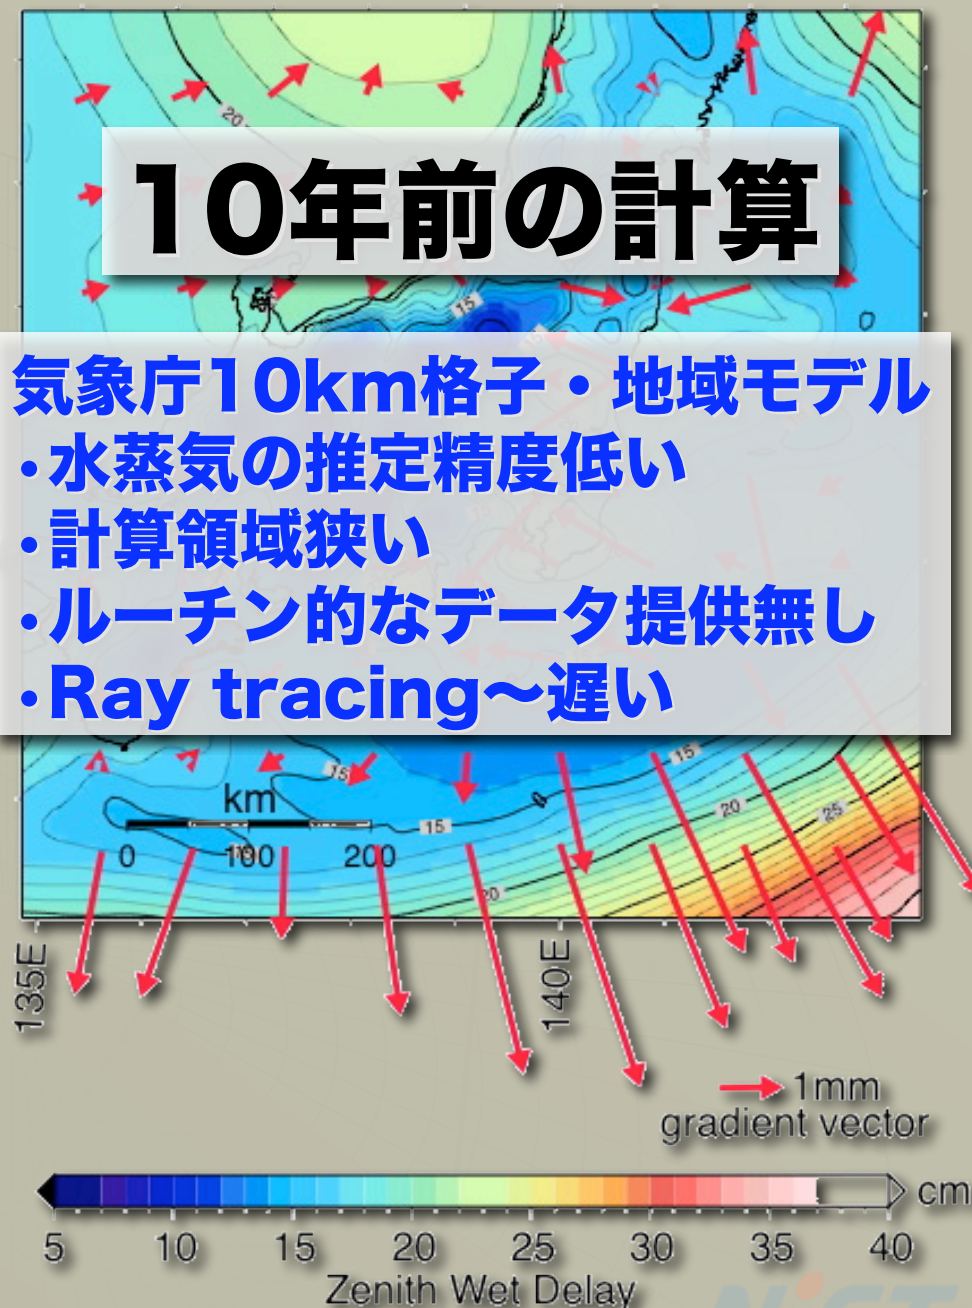 20
10年前の計算
15
気象庁10km格子・地域モデル
・水蒸気の推定精度低い
・計算領域狭い
・ルーチン的なデータ提供無し
・Ray tracing〜遅い
15
15
km
20
25
15
0 100 200
20
135E
140E
1mm
gradient vector
cm
5 10 15 20 25 30 35 40
Zenith Wet Delay
NiCT